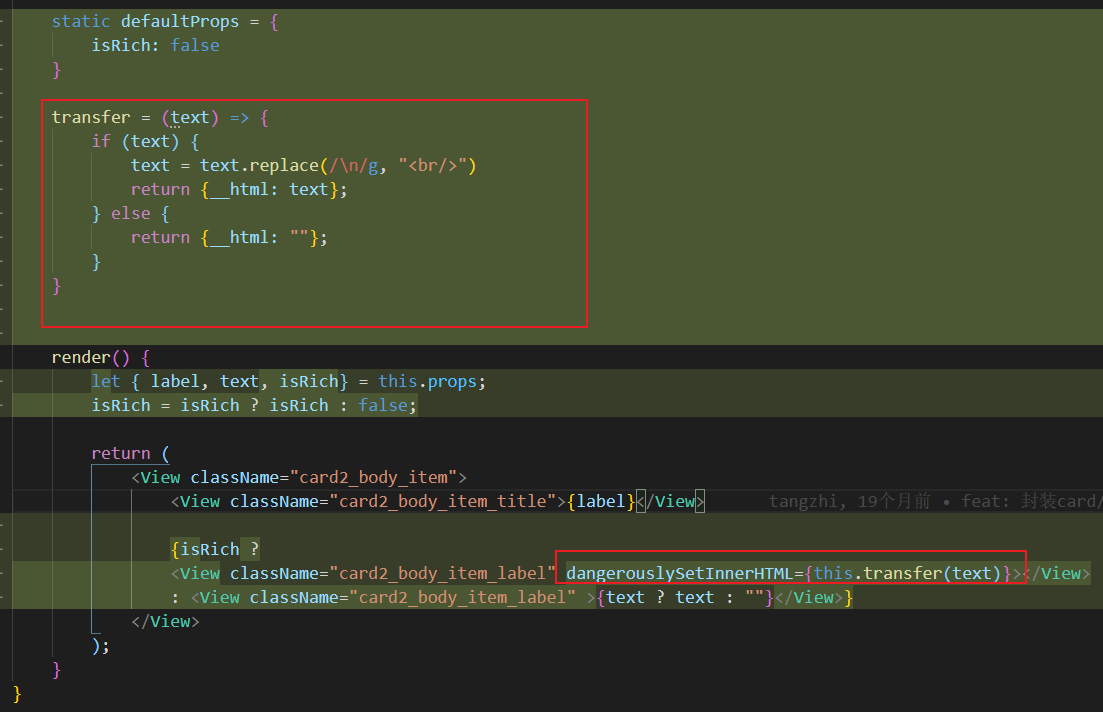 static defaultProps = {
isRich: false
}
transfer = (text) => {
if (text) {
text = text.replace(/\n/g, "<br/>")
return {__html: text};
} else {
return {__html: ""};
}
}
render() {
let { label, text, isRich} = this.props;
isRich = isRich ? isRich : false;
return (
<View className="card2_body_item">
<View className="card2_body_item_title">{label}</View> tangzhi, 19个月前 • feat: 封装card/
{isRich ?
<View className="card2_body_item_label" dangerouslySetInnerHTML={this.transfer(text)}></View>
: <View className="card2_body_item_label" >{text ? text : ""}</View>}
</View>
);
}
}